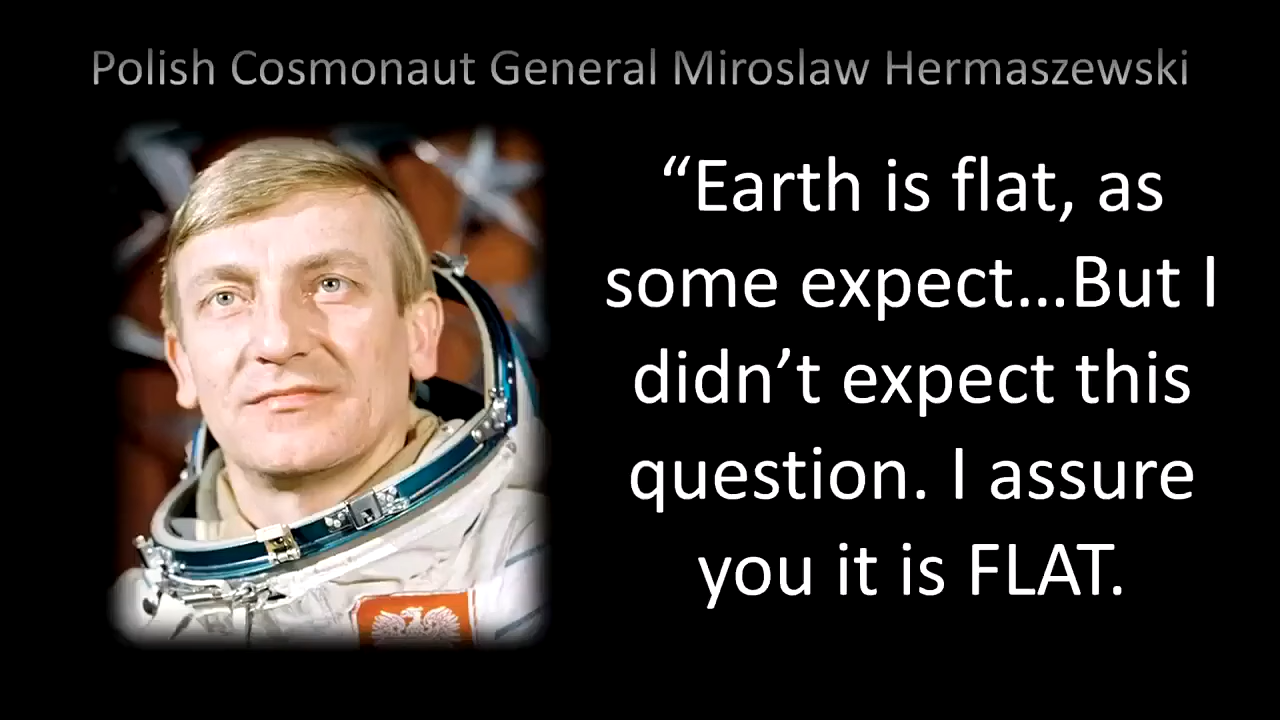 Polish Cosmonaut General Miroslaw Hermaszewski
“Earth is flat, as
some expect...But I
didn’t expect this
question. I assure
you it is FLAT.